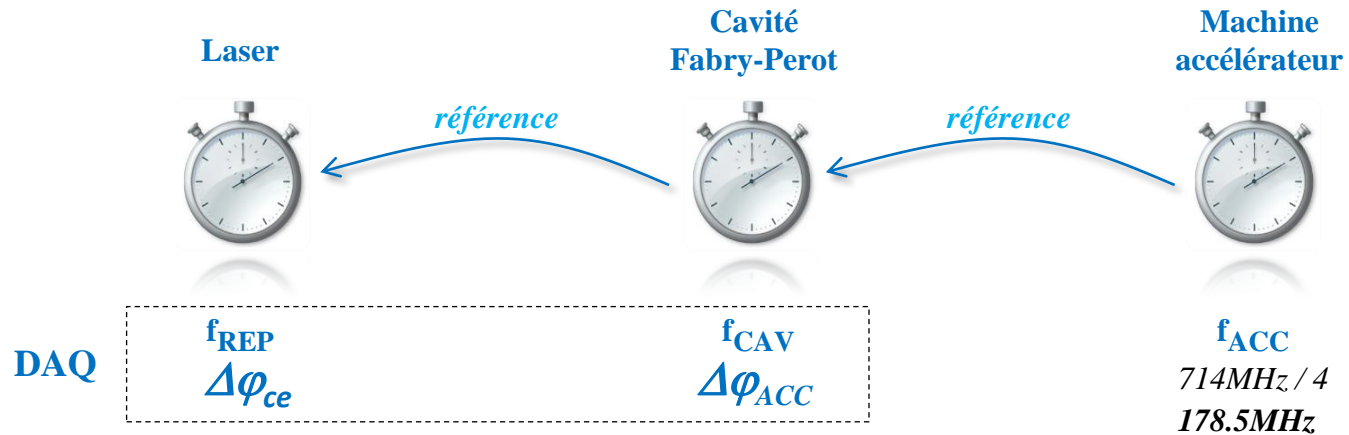 Laser
Cavité
Fabry-Perot
Machine
accélérateur
référence
référence
DAQ
fREP
Δφce
fCAV
ΔφACC
fACC
714MHz / 4
178.5MHz